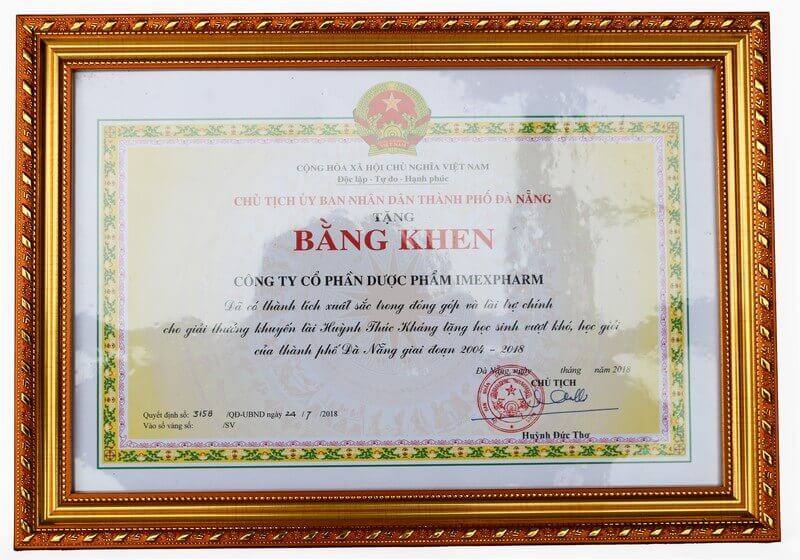 VIỆT NAM
CỘNG HÒA XÃ HỘI CHỦ NGHĨA VIỆT NAM
Độc lập - Tự do - Hạnh phúc
CHỦ TỊCH ỦY BAN NHÂN DÂN THÀNH PHỐ ĐÀ NẴNG
TẶNG
BẰNG KHEN
CÔNG TY CỔ PHẦN DƯỢC PHẨM IMEXPHARM
Đã có thành tích xuất sắc trong đóng góp và tài trợ chính
cho giải thưởng khuyến tài Huỳnh Thúc Kháng tặng học sinh vượt khó, học giỏi
của thành phố Đà Nẵng giai đoạn 2004 - 2018
Đà Nẵng, ngày tháng năm 2018
CHỦ TỊCH
Quyết định số: 3158 /QĐ-UBND ngày 24 / 7 /2018
Vào sổ vàng số: /SV
Huỳnh Đức Thơ